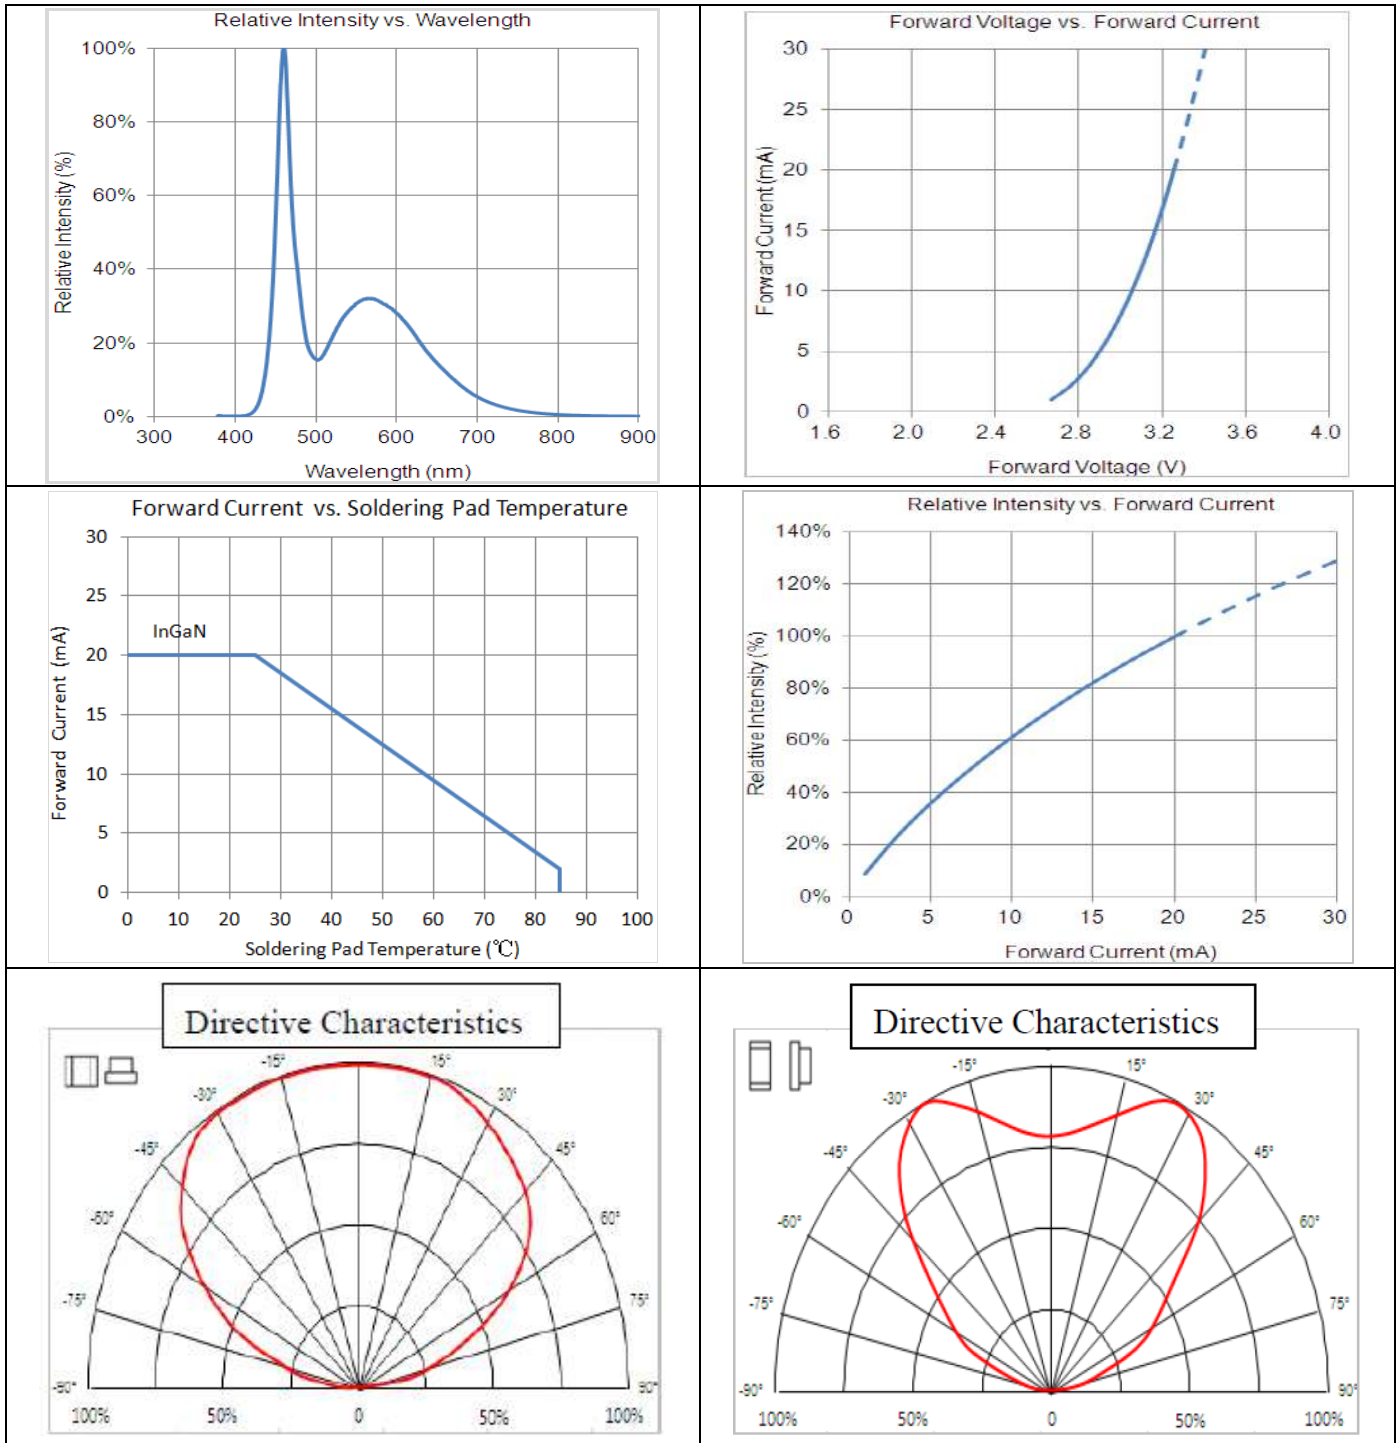 Relative Intensity vs. Wavelength
100%
80%
60%
40%
20%
0%
Relative Intensity (%)
300 400 500 600 700 800 900
Wavelength (nm)
Forward Voltage vs. Forward Current
30
25
20
15
10
5
0
Forward Current(mA)
1.6 2.0 2.4 2.8 3.2 3.6 4.0
Forward Voltage (V)
Forward Current vs. Soldering Pad Temperature
30
25
20
15
10
5
0
InGaN
Forward Current (mA)
0 10 20 30 40 50 60 70 80 90 100
Soldering Pad Temperature (℃)
Relative Intensity vs. Forward Current
140%
120%
100%
80%
60%
40%
20%
0%
Relative Intensity (%)
0 5 10 15 20 25 30
Forward Current (mA)
Directive Characteristics
-15° 15°
-30° 30°
-45° 45°
-60° 60°
-75° 75°
-90° 90°
100% 50% 0 50% 100%
Directive Characteristics
-15° 15°
-30° 30°
-45° 45°
-60° 60°
-75° 75°
-90° 90°
100% 50% 0 50% 100%